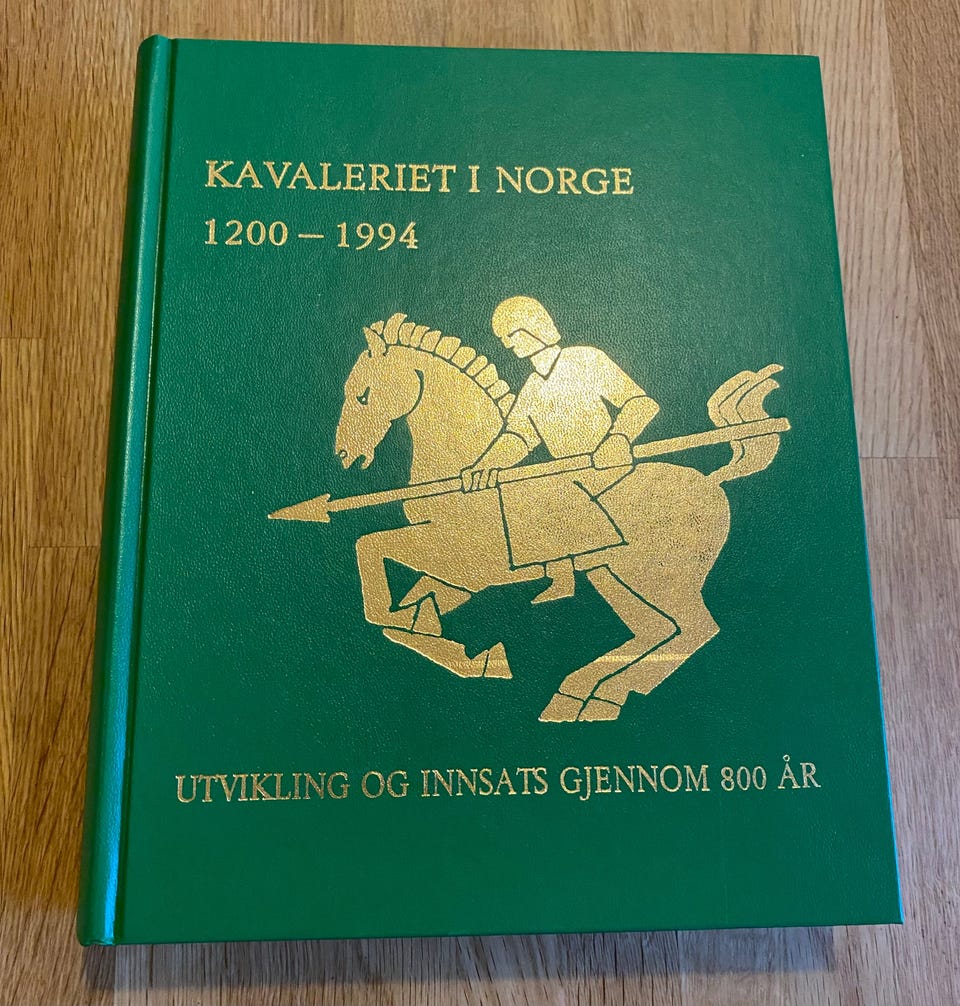 KAVALERIET I NORGE
1200 – 1994
UTVIKLING OG INNSATS GJENNOM 800 ÅR